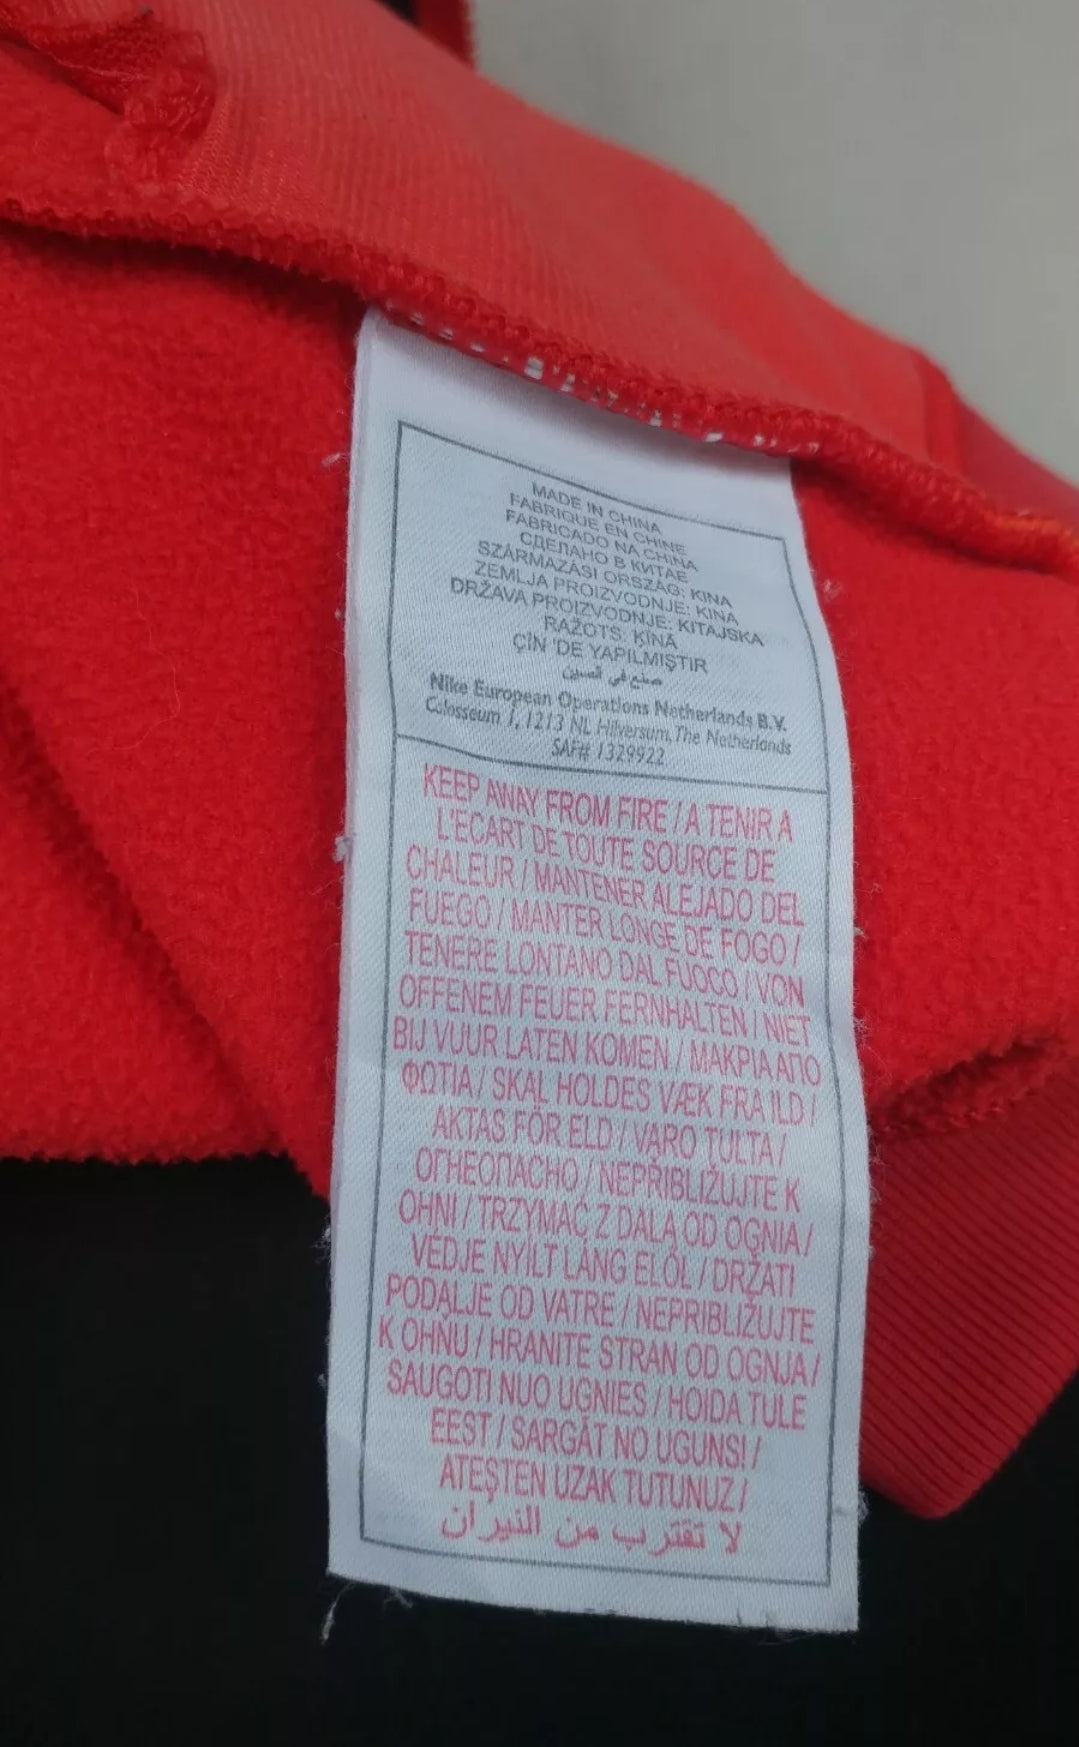 MADE IN CHINA
FABRIQUE EN CHINE
FABRICADO NA CHINA
СДЕЛАНО В КИТАЕ
SZÁRMAZÁSI ORSZÁG: KINA
ZEMLJA PROIZVODNJE: KINA
DRŽAVA PROIZVODNJE: KITAJSKA
RAŽOTS: ĶĪNĀ
ÇİN 'DE YAPILMIŞTIR
صنع في الصين
Nike European Operations Netherlands B.V.
Colosseum 1, 1213 NL Hilversum. The Netherlands
SAF# 1329922
KEEP AWAY FROM FIRE / A TENIR A
L'ECART DE TOUTE SOURCE DE
CHALEUR / MANTENER ALEJADO DEL
FUEGO / MANTER LONGE DE FOGO /
TENERE LONTANO DAL FUOCO / VON
OFFENEM FEUER FERNHALTEN / NIET
BIJ VUUR LATEN KOMEN / ΜΑΚΡΙΑ ΑΠΟ
ΦΩΤΙΑ / SKAL HOLDES VÆK FRA ILD /
AKTAS FÖR ELD / VARO TULTA /
ОГНЕОПАСНО / NEPŘIBLIŽUJTE K
OHNI / TRZYMAĆ Z DALA OD OGNIA /
VEDJE NYÍLT LÁNG ELŐL / DRŽATI
PODALJE OD VATRE / NEPRIBLIŽUJTE
K OHŇU / HRANITE STRAN OD OGNJA /
SAUGOTI NUO UGNIES / HOIDA TULE
EEST / SARGĀT NO UGUNS! /
ATEŞTEN UZAK TUTUNUZ /
لا تقترب من النيران